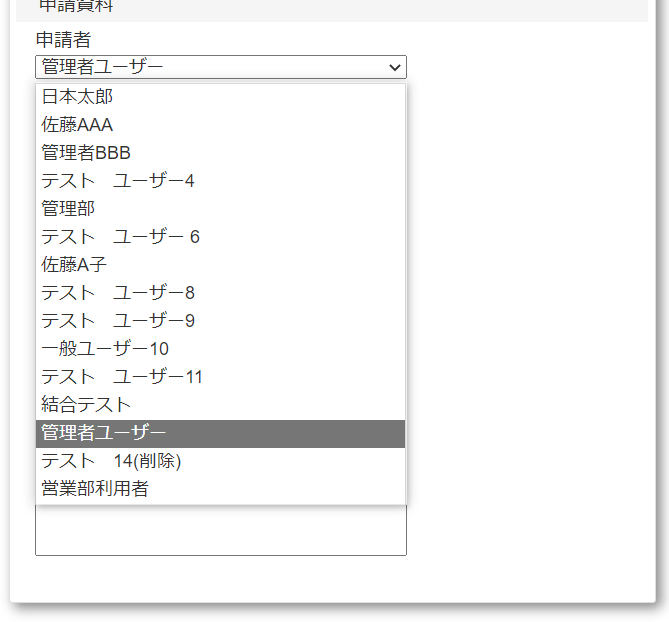 申請資料
申請者
管理者ユーザー
日本太郎
佐藤AAA
管理者BBB
テスト　ユーザー4
管理部
テスト　ユーザー 6
佐藤A子
テスト　ユーザー8
テスト　ユーザー9
一般ユーザー10
テスト　ユーザー11
結合テスト
管理者ユーザー
テスト　14(削除)
営業部利用者